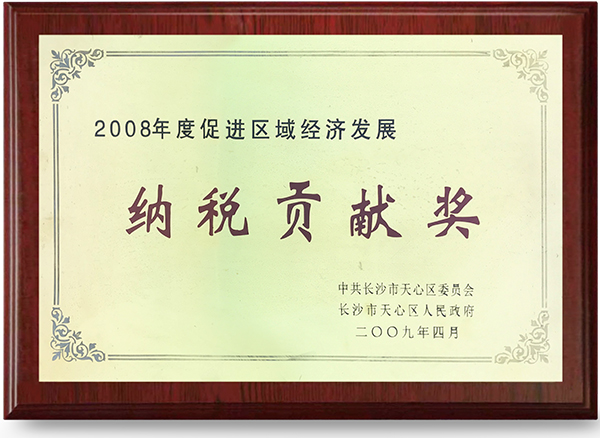 2008年度促进区域经济发展
纳税贡献奖
中共长沙市天心区委员会
长沙市天心区人民政府
二〇〇九年四月